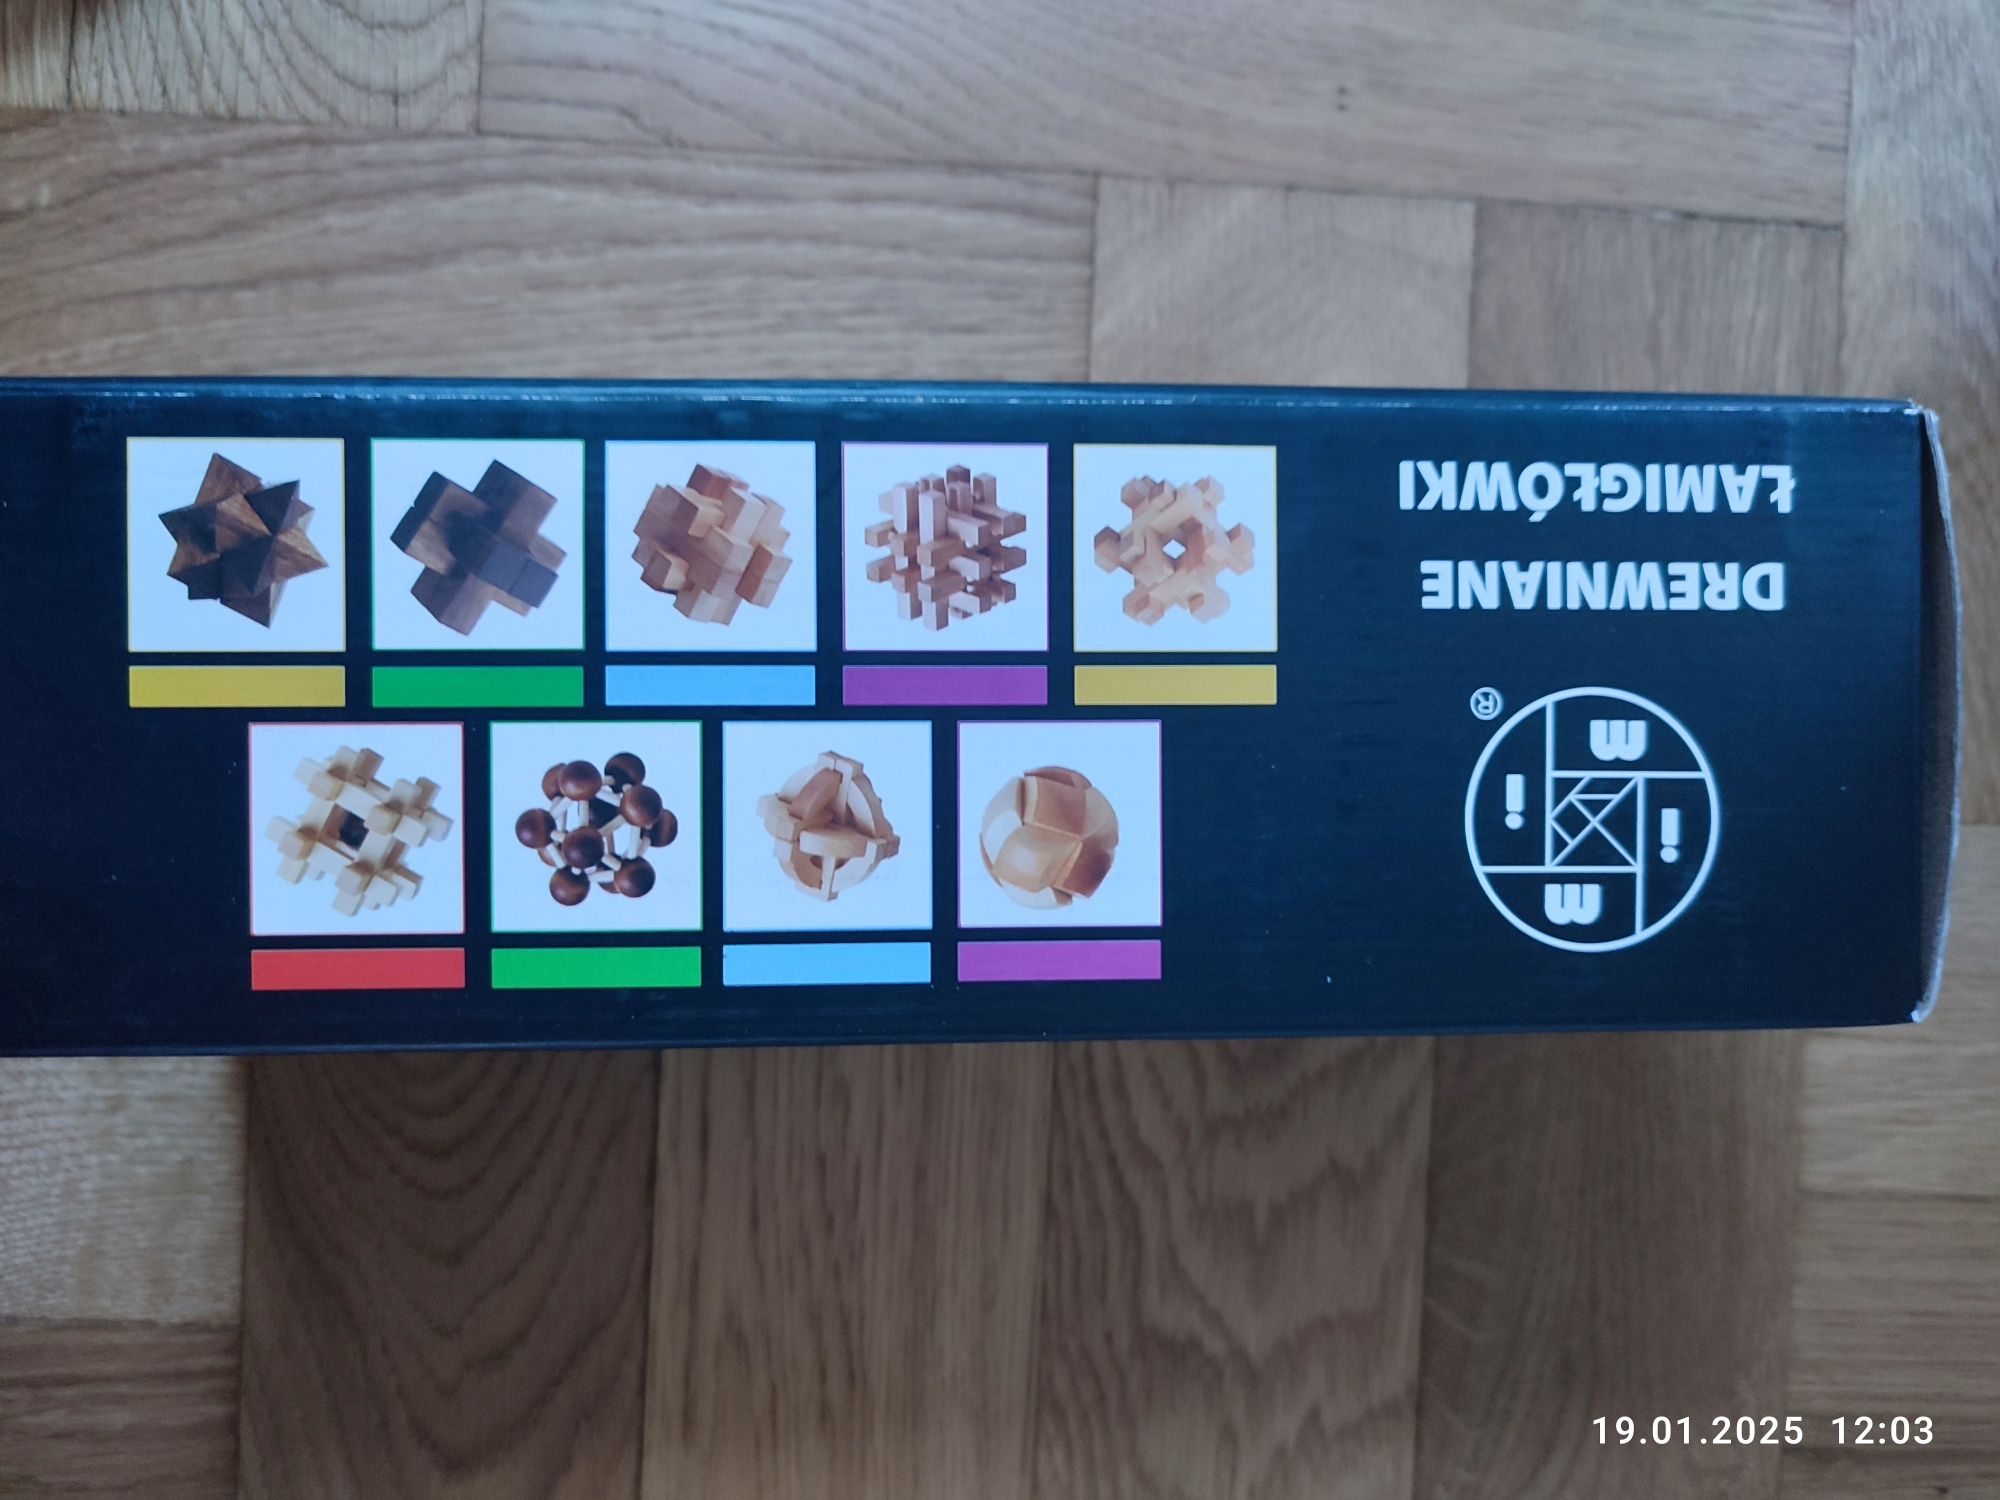 m
i i
m
®
DREWNIANE
ŁAMIGŁÓWKI
19.01.2025 12:03